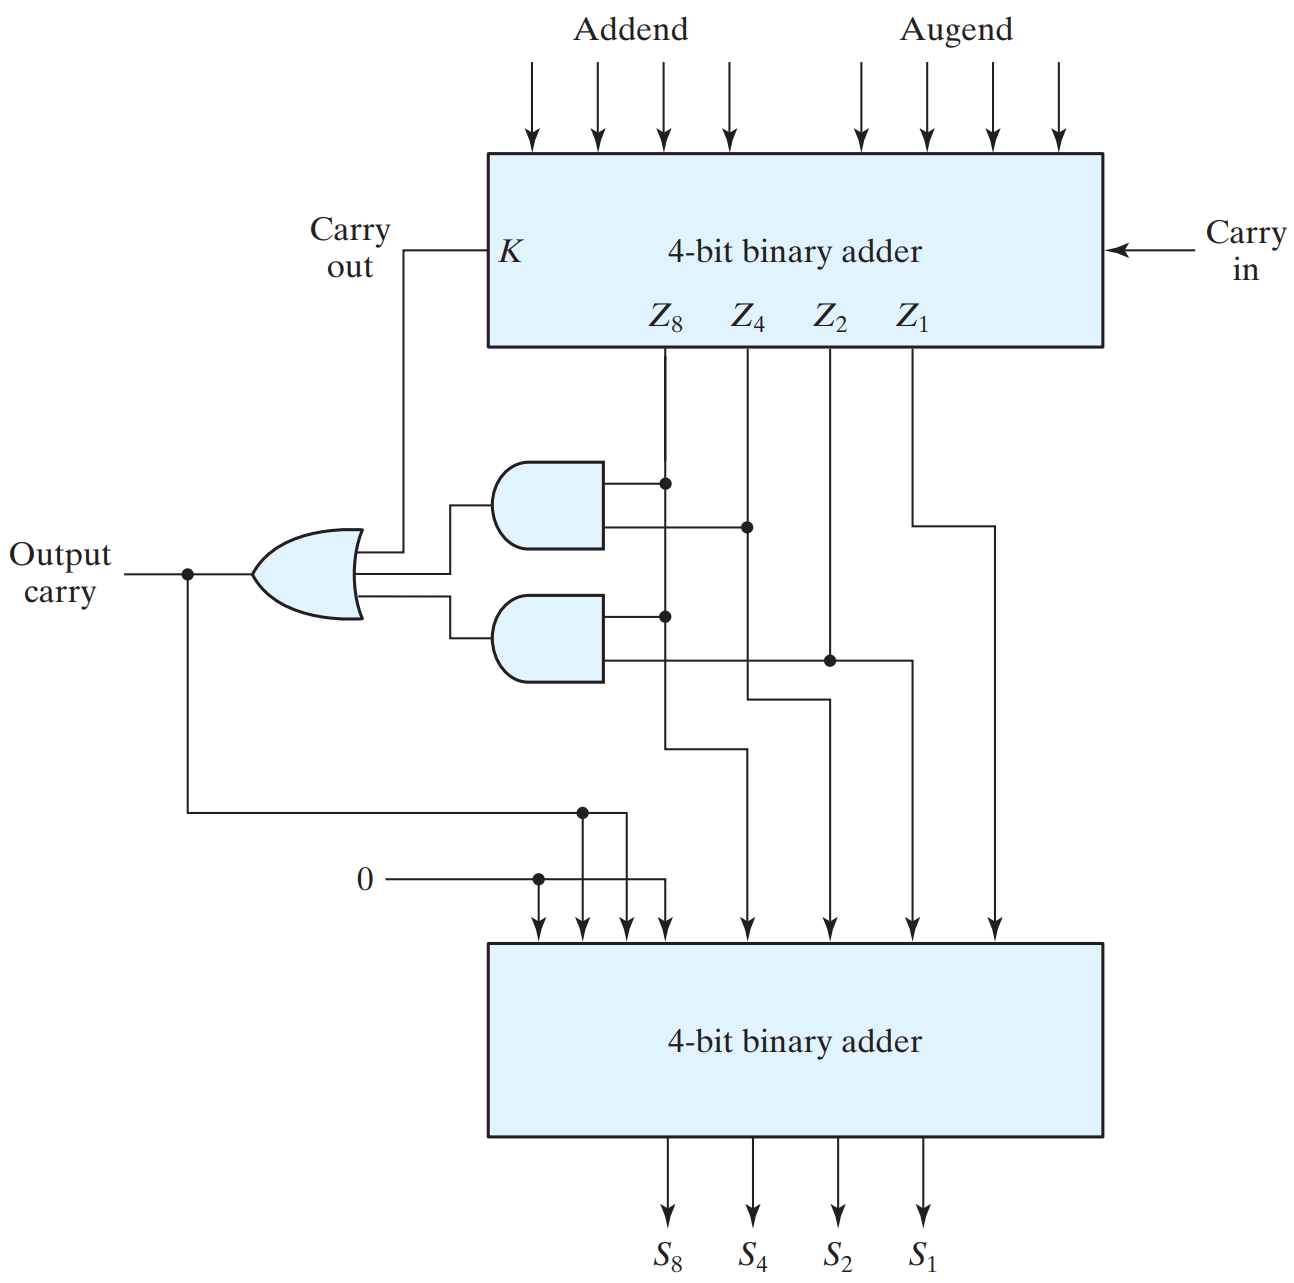 Addend Augend
Carry
out
K 4-bit binary adder
Carry
in
Z8 Z4 Z2 Z1
Output
carry
0
4-bit binary adder
S8 S4 S2 S1